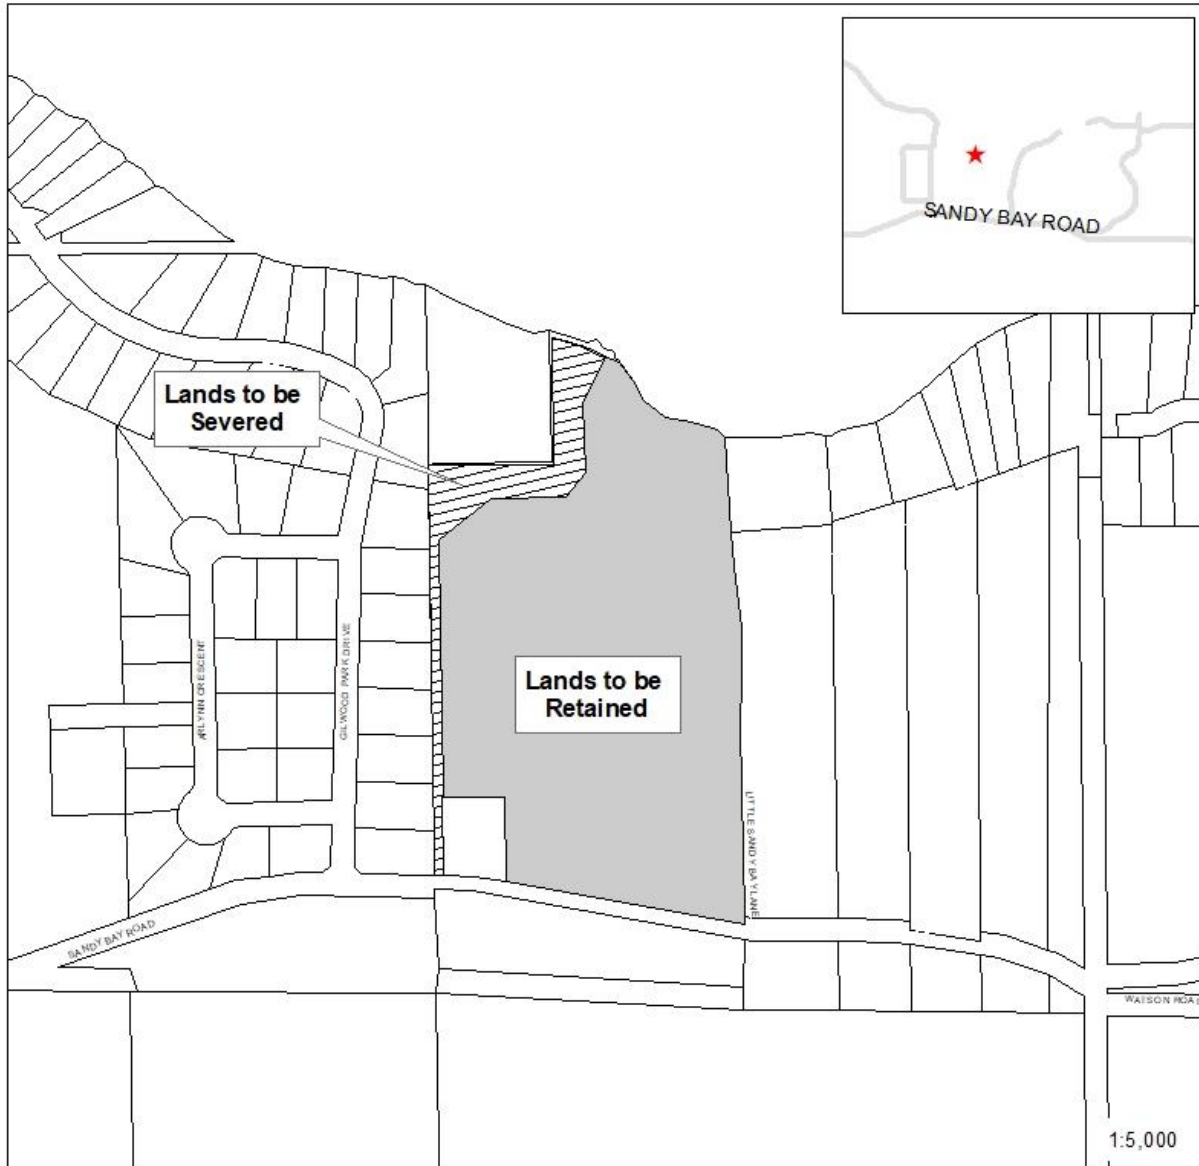 SANDY BAY ROAD
Lands to be
Severed
ARLYNN CRESCENT
GILWOOD PARK DRIVE
Lands to be
Retained
LITTLE SANDY BAY LANE
SANDY BAY ROAD
WATSON ROAD
1:5,000